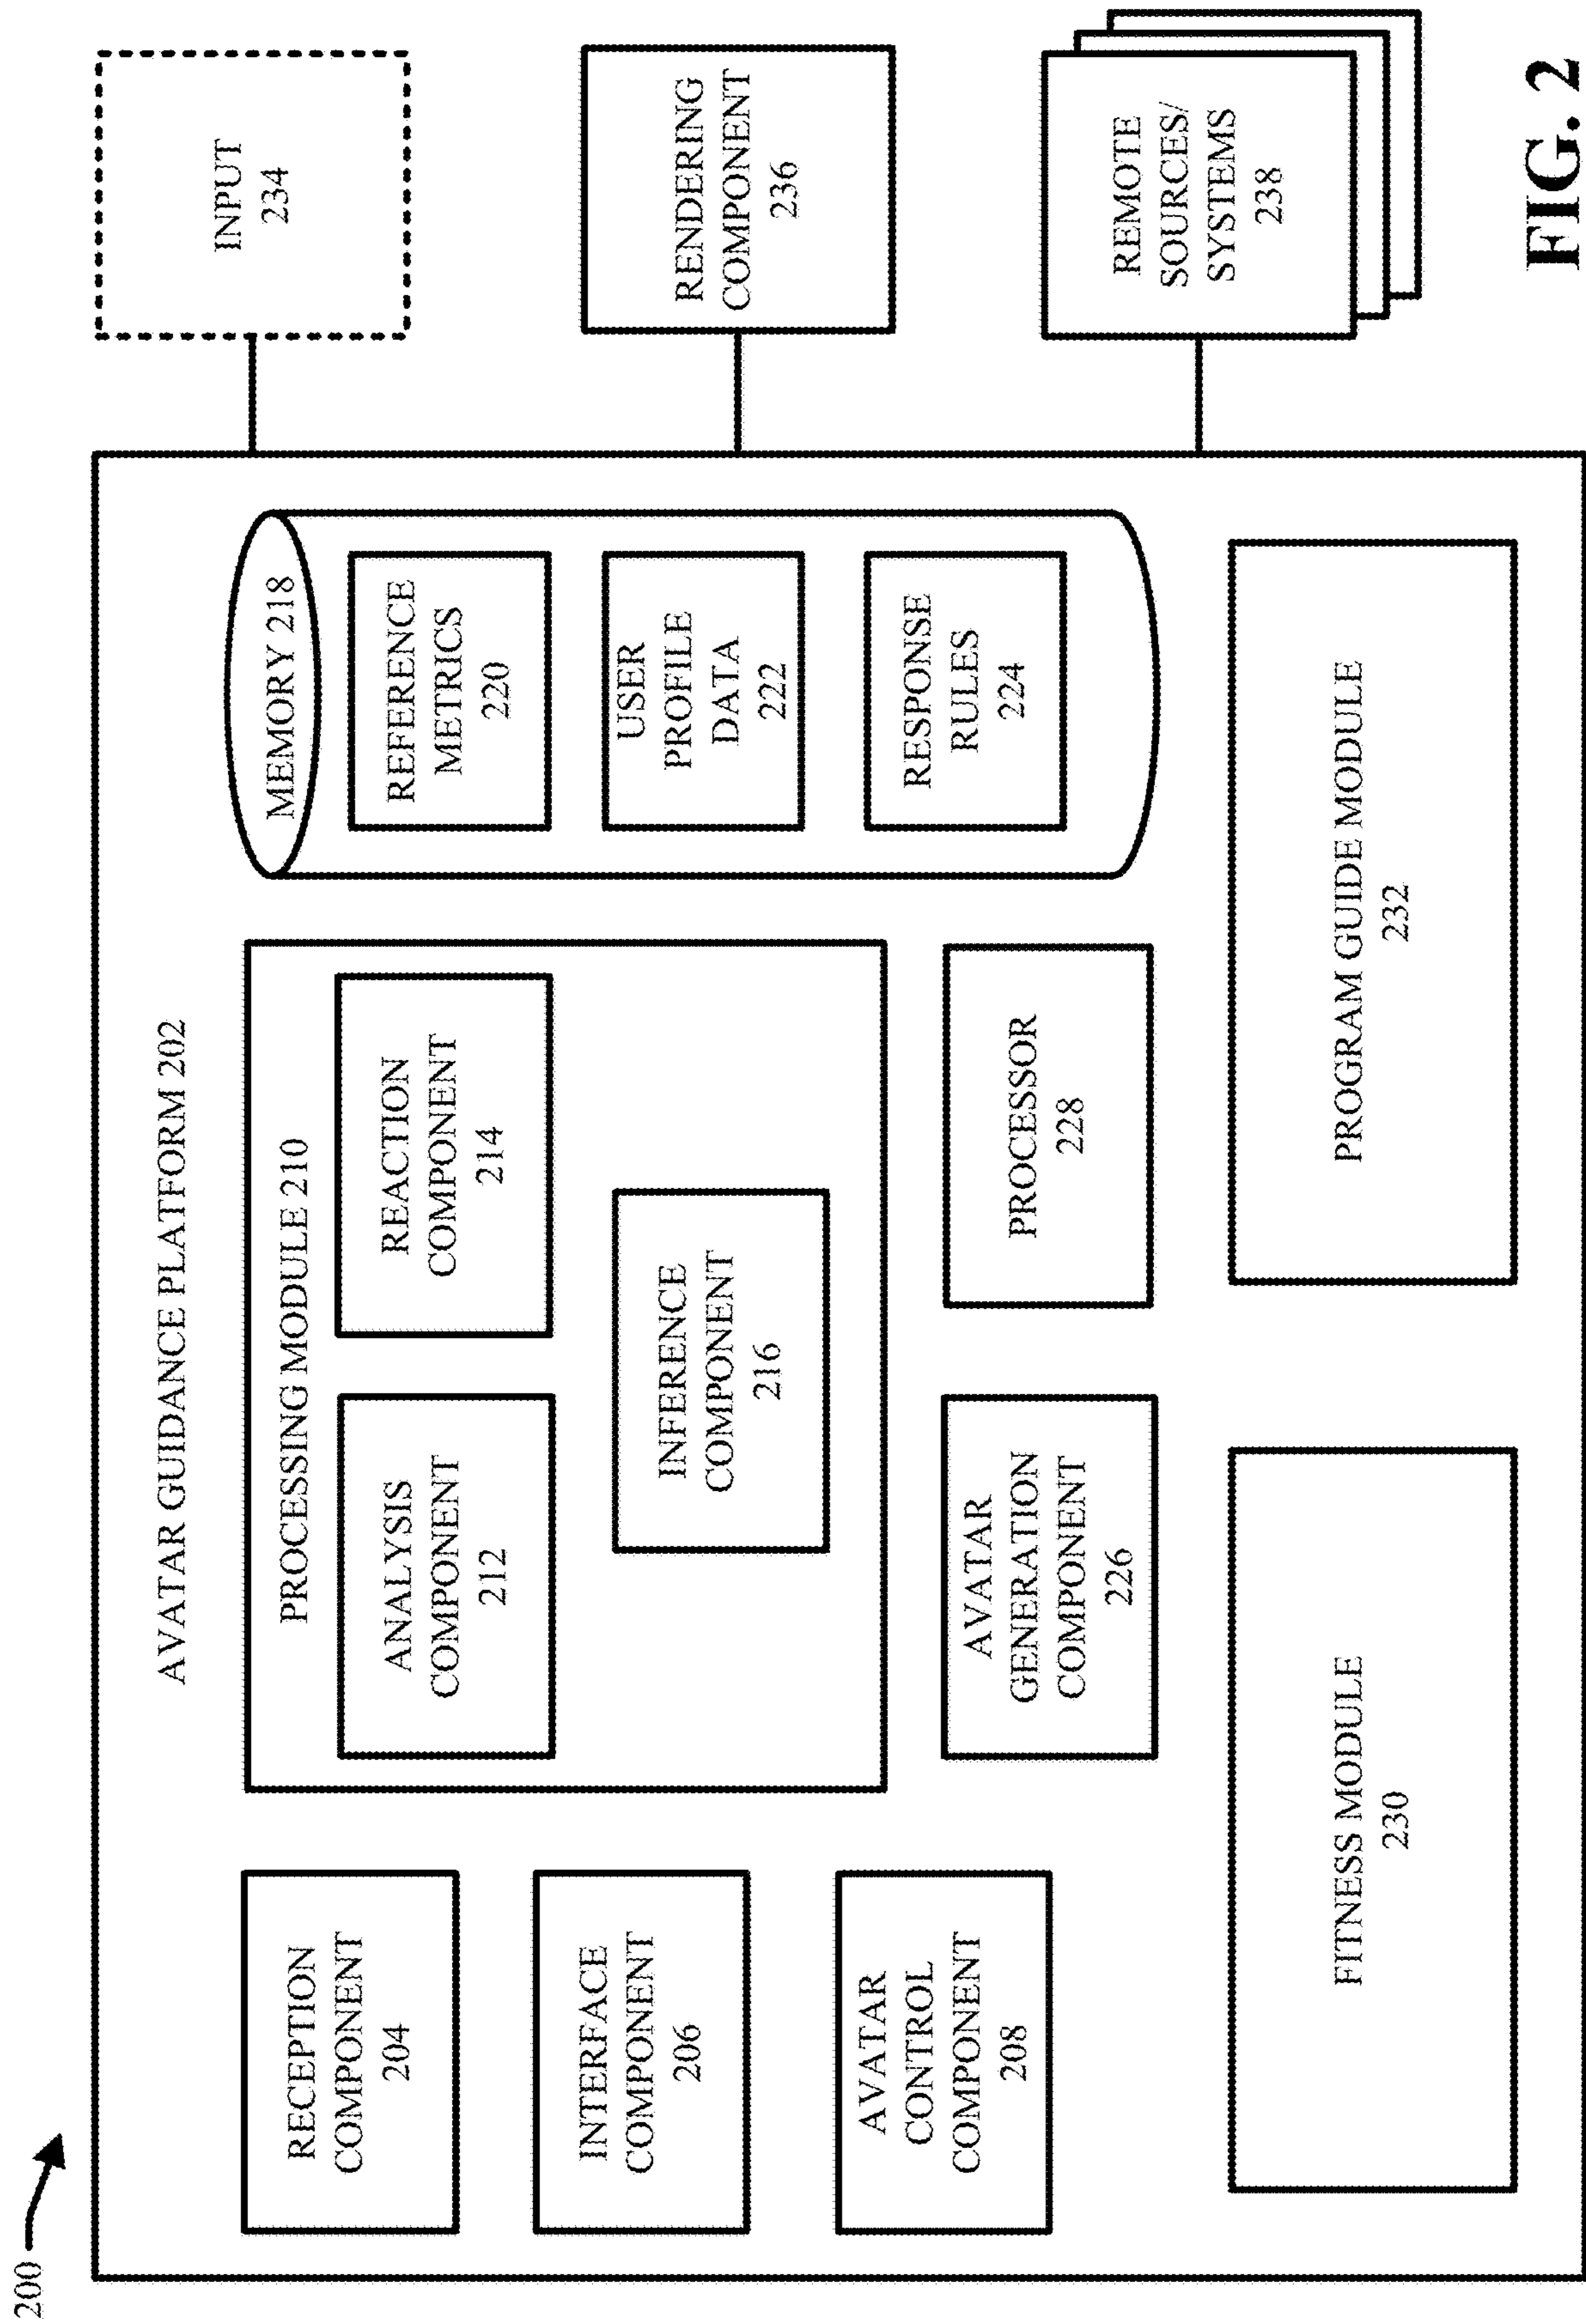 200
AVATAR GUIDANCE PLATFORM 202
RECEPTION
COMPONENT
204
INTERFACE
COMPONENT
206
AVATAR
CONTROL
COMPONENT
208
PROCESSING MODULE 210
ANALYSIS
COMPONENT
212
REACTION
COMPONENT
214
INFERENCE
COMPONENT
216
MEMORY 218
REFERENCE
METRICS
220
USER
PROFILE
DATA
222
RESPONSE
RULES
224
AVATAR
GENERATION
COMPONENT
226
PROCESSOR
228
FITNESS MODULE
230
PROGRAM GUIDE MODULE
232
INPUT
234
RENDERING
COMPONENT
236
REMOTE
SOURCES/
SYSTEMS
238
FIG. 2